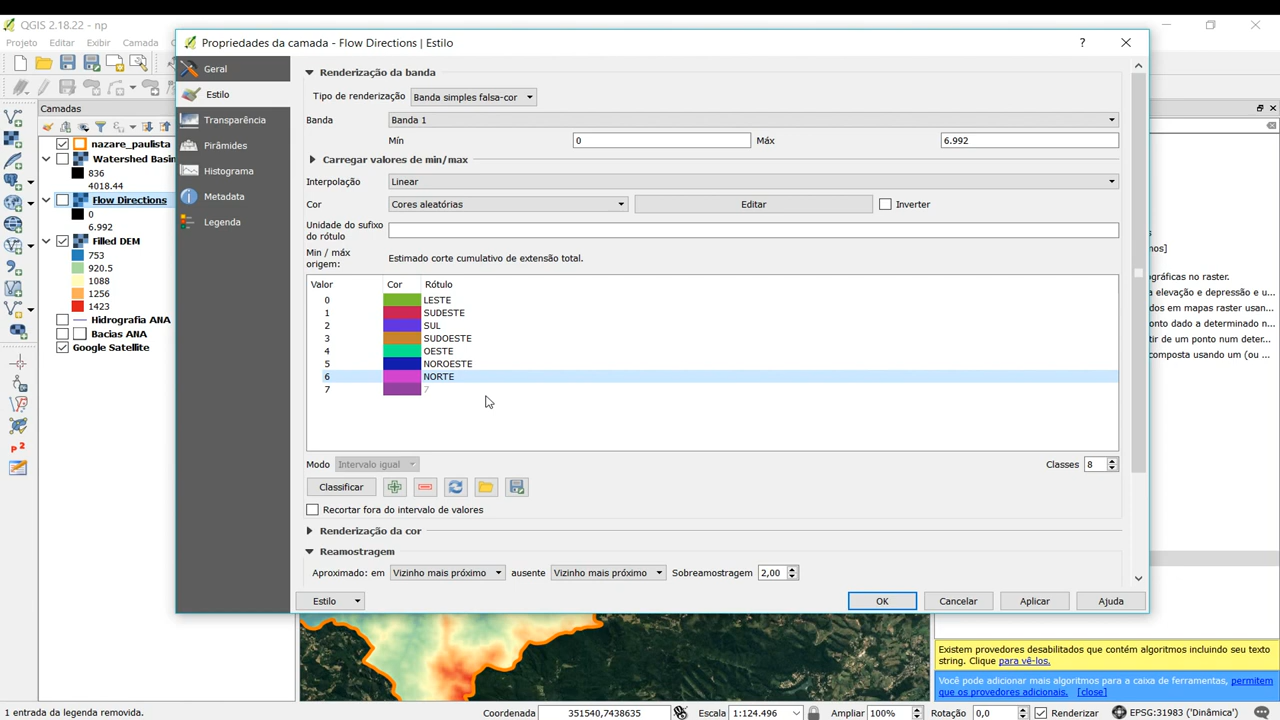 QGIS 2.18.22 - np
Projeto Editar Exibir Camada
Camadas
nazare_paulista
Watershed Basin
836
4018.44
Flow Directions
0
6.992
Filled DEM
753
920.5
1088
1256
1423
Hidrografia ANA
Bacias ANA
Google Satellite
Propriedades da camada - Flow Directions | Estilo
Geral
Estilo
Transparência
Pirâmides
Histograma
Metadata
Legenda
Renderização da banda
Tipo de renderização Banda simples falsa-cor
Banda Banda 1
Mín 0 Máx 6.992
Carregar valores de min/max
Interpolação Linear
Cor Cores aleatórias Editar Inverter
Unidade do sufixo
do rótulo
Min / máx
origem: Estimado corte cumulativo de extensão total.
Valor Cor Rótulo
0 LESTE
1 SUDESTE
2 SUL
3 SUDOESTE
4 OESTE
5 NOROESTE
6 NORTE
7 7
Modo Intervalo igual Classes 8
Classificar
Recortar fora do intervalo de valores
Renderização da cor
Reamostragem
Aproximado: em Vizinho mais próximo ausente Vizinho mais próximo Sobreamostragem 2,00
Estilo OK Cancelar Aplicar Ajuda
s
mos]
ográficas no raster.
a elevação e depressão e u...
dos em mapas raster usan...
onto dado a determinado n...
tir de um ponto num deter...
composta usando um (ou ...
Existem provedores desabilitados que contém algoritmos incluindo seu texto
string. Clique para vê-los.
Você pode adicionar mais algoritmos para a caixa de ferramentas, permitem
que os provedores adicionais. [close]
1 entrada da legenda removida. Coordenada 351540,7438635 Escala 1:124.496 Ampliar 100% Rotação 0,0 Renderizar EPSG:31983 ('Dinâmica')